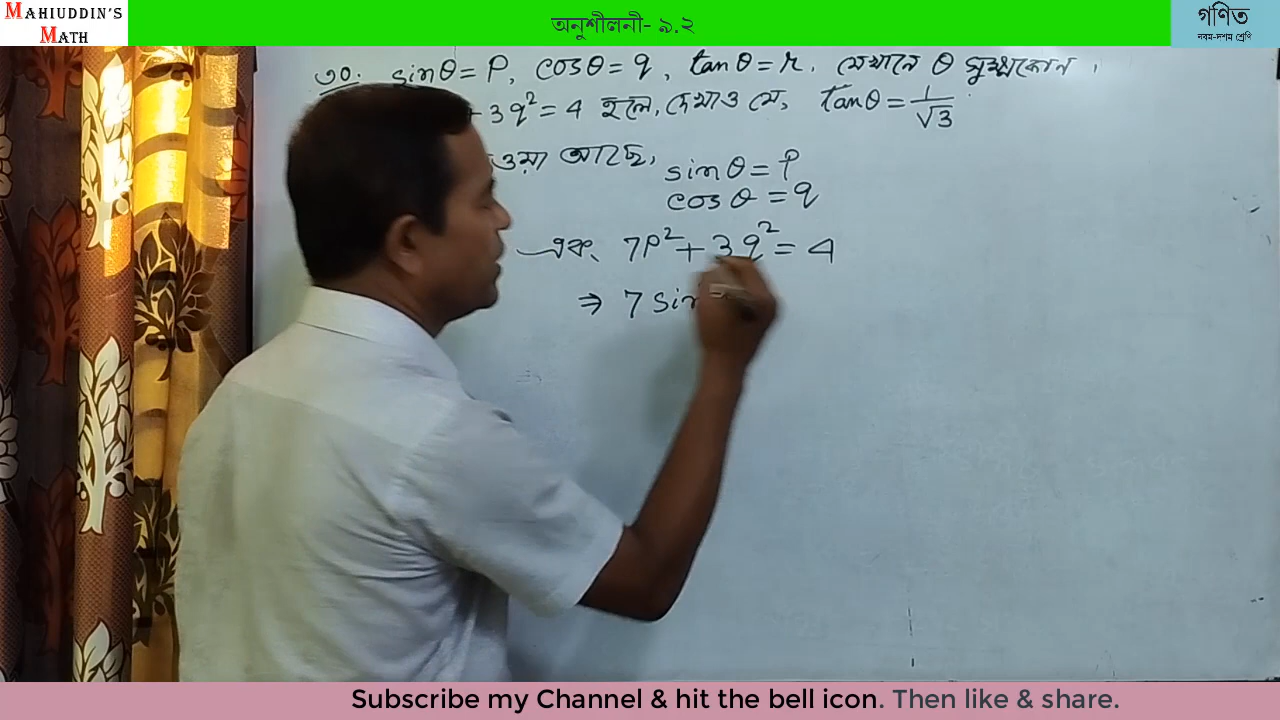 MAHIUDDIN'S
MATH
অনুশীলনী- ৯.২
গণিত
নবম-দশম শ্রেণি
৩০. sinθ = P, cosθ = q, tanθ = r. যেখানে θ সূক্ষ্মকোন।
+ 3q² = 4 হলে, দেখাও যে, tanθ = 1/√3
ওয়া আছে,
sinθ = P
cosθ = q
এবং 7P² + 3q² = 4
⇒ 7 sin
Subscribe my Channel & hit the bell icon. Then like & share.